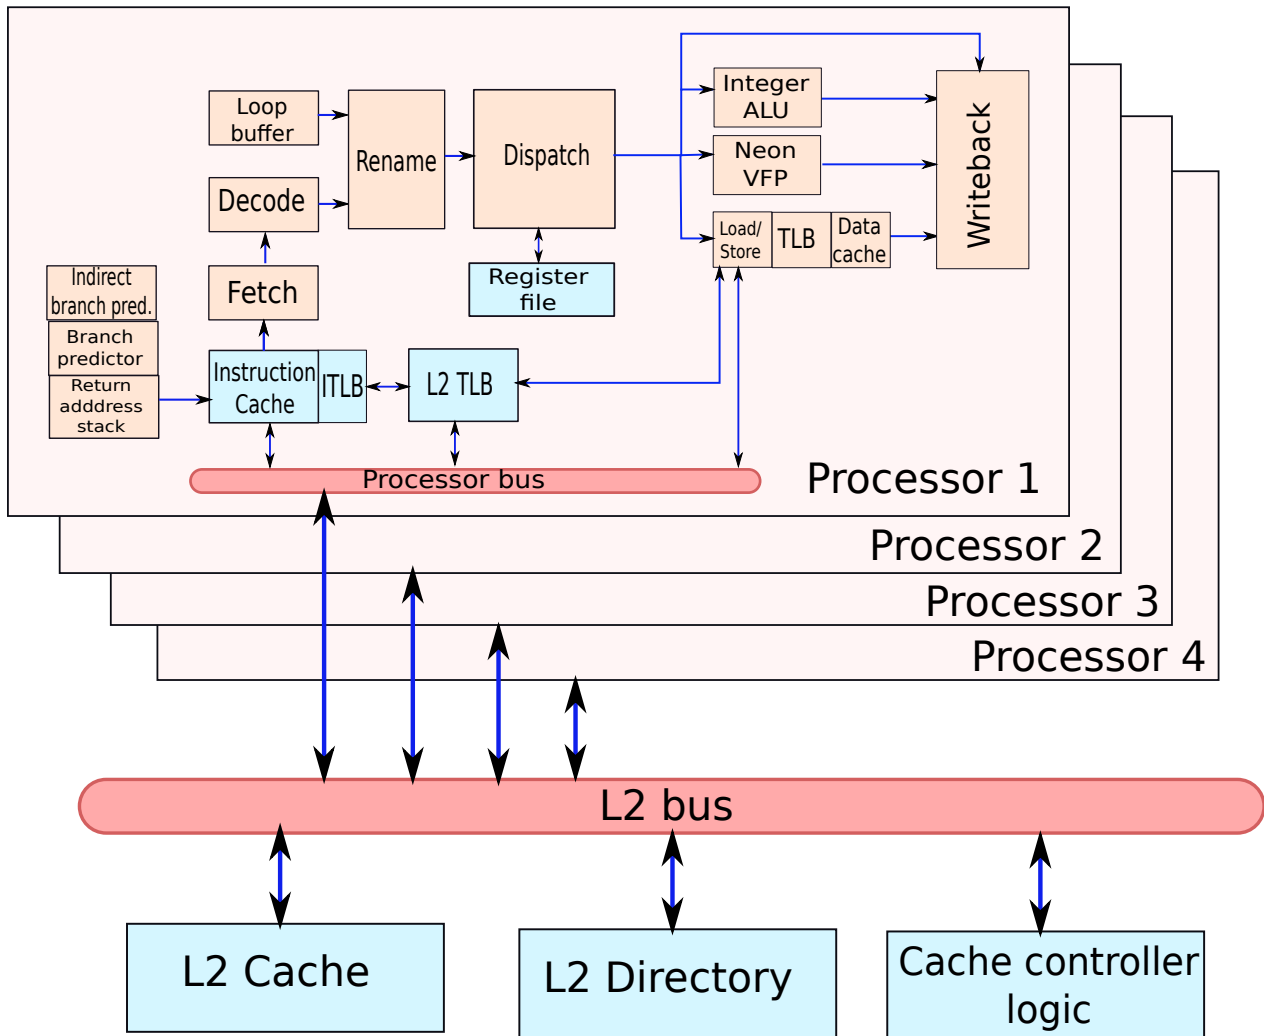 Loop
buffer
Rename
Dispatch
Integer
ALU
Neon
VFP
Writeback
Decode
Load/
Store
TLB
Data
cache
Fetch
Register
file
Indirect
branch pred.
Branch
predictor
Return
adddress
stack
Instruction
Cache
ITLB
L2 TLB
Processor bus
Processor 1
Processor 2
Processor 3
Processor 4
L2 bus
L2 Cache
L2 Directory
Cache controller
logic